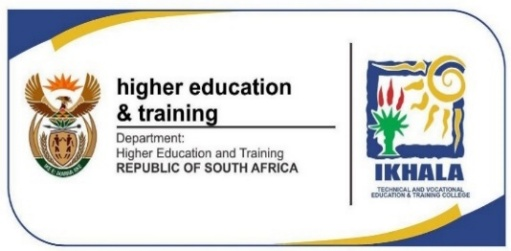 higher education
& training
Department:
Higher Education and Training
REPUBLIC OF SOUTH AFRICA
IKHALA
TECHNICAL AND VOCATIONAL
EDUCATION & TRAINING COLLEGE